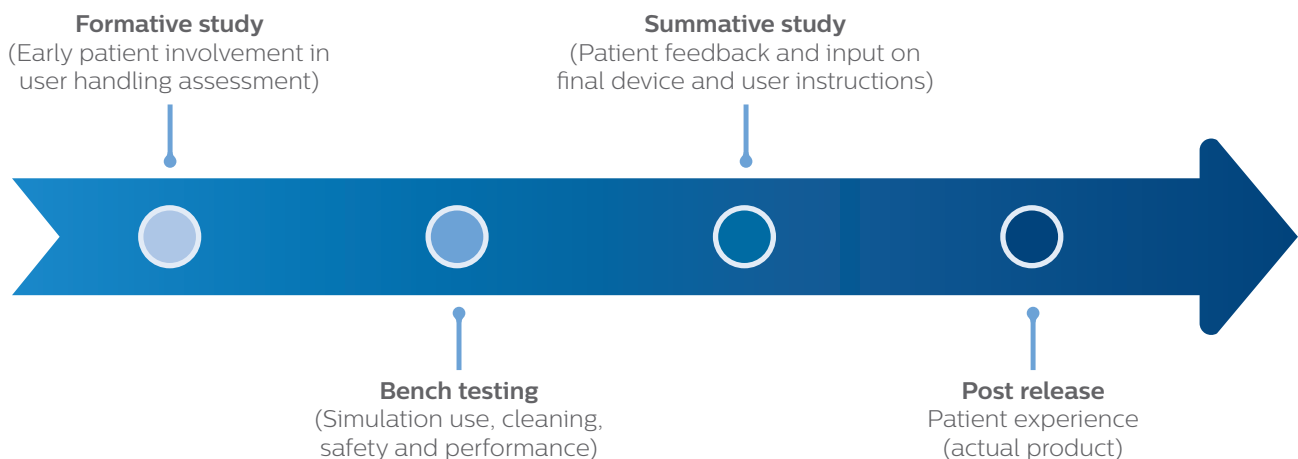 Formative study
(Early patient involvement in
user handling assessment)
Summative study
(Patient feedback and input on
final device and user instructions)
Bench testing
(Simulation use, cleaning,
safety and performance)
Post release
Patient experience
(actual product)